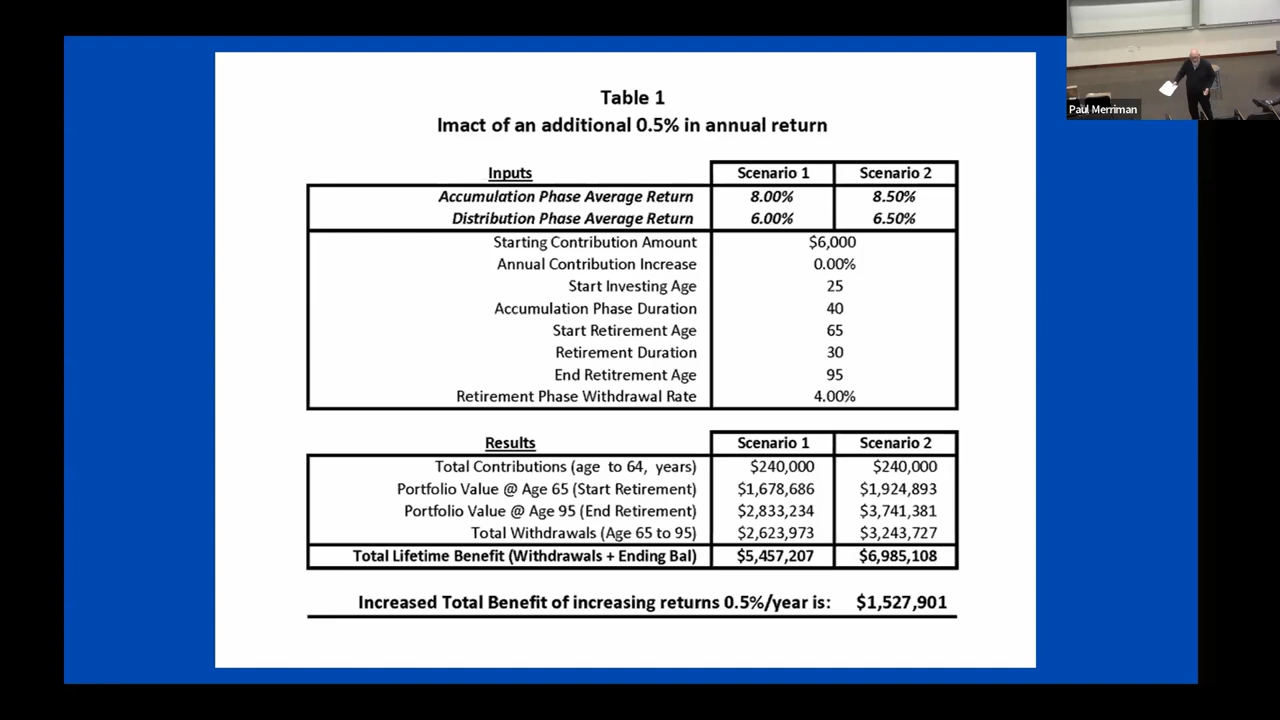 Paul Merriman
Table 1
Imact of an additional 0.5% in annual return
Inputs Scenario 1 Scenario 2
Accumulation Phase Average Return 8.00% 8.50%
Distribution Phase Average Return 6.00% 6.50%
Starting Contribution Amount $6,000
Annual Contribution Increase 0.00%
Start Investing Age 25
Accumulation Phase Duration 40
Start Retirement Age 65
Retirement Duration 30
End Retitrement Age 95
Retirement Phase Withdrawal Rate 4.00%
Results Scenario 1 Scenario 2
Total Contributions (age to 64, years) $240,000 $240,000
Portfolio Value @ Age 65 (Start Retirement) $1,678,686 $1,924,893
Portfolio Value @ Age 95 (End Retirement) $2,833,234 $3,741,381
Total Withdrawals (Age 65 to 95) $2,623,973 $3,243,727
Total Lifetime Benefit (Withdrawals + Ending Bal) $5,457,207 $6,985,108
Increased Total Benefit of increasing returns 0.5%/year is: $1,527,901